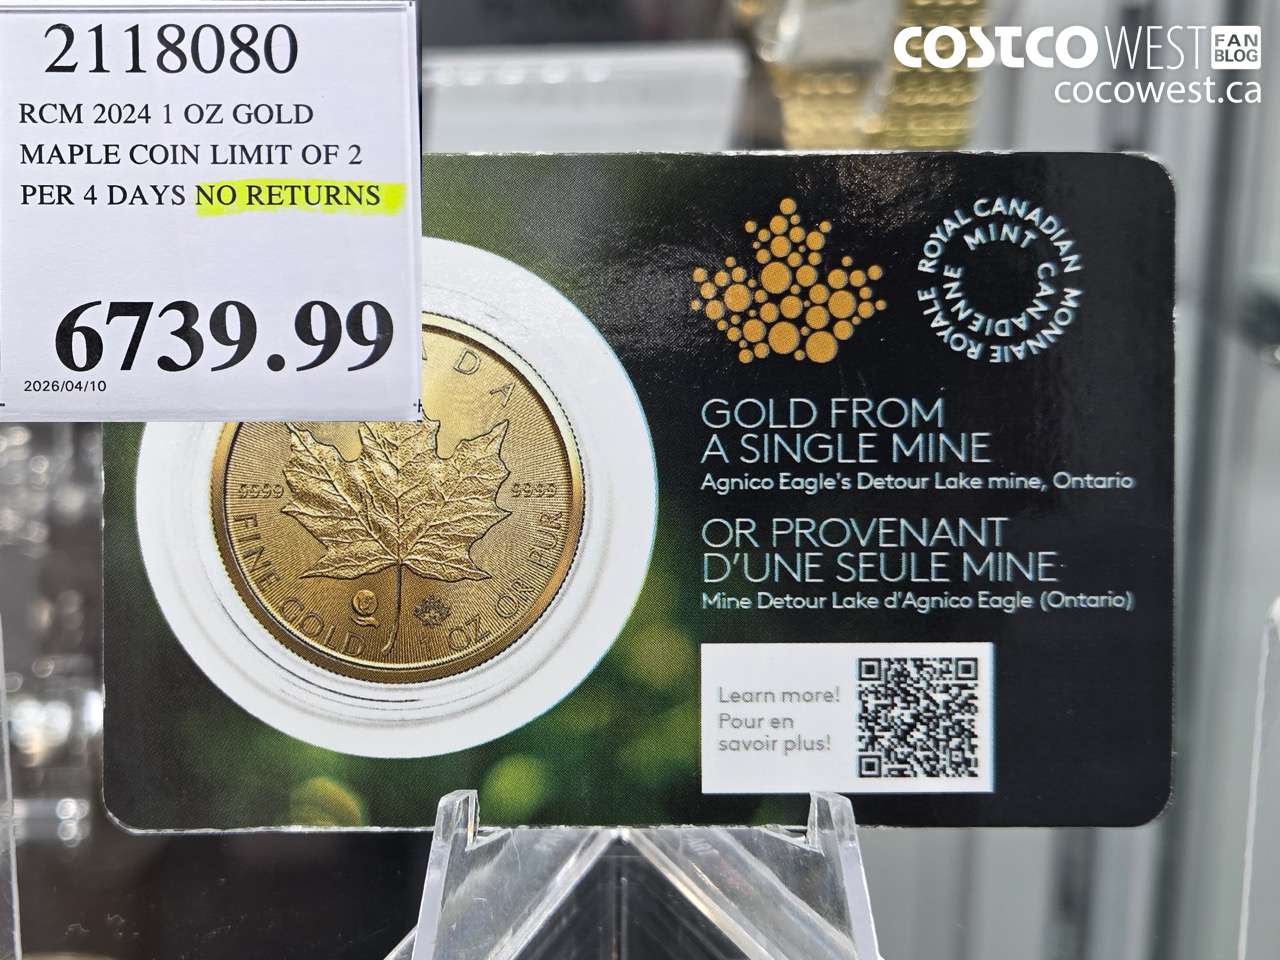 2118080
RCM 2024 1 OZ GOLD
MAPLE COIN LIMIT OF 2
PER 4 DAYS NO RETURNS
6739.99
2026/04/10
COSTCO WEST FAN BLOG
cocowest.ca
ROYAL CANADIAN MINT
MONNAIE ROYALE CANADIENNE
GOLD FROM
A SINGLE MINE
Agnico Eagle's Detour Lake mine, Ontario
OR PROVENANT
D'UNE SEULE MINE
Mine Detour Lake d'Agnico Eagle (Ontario)
Learn more!
Pour en
savoir plus!
9999
9999
FINE GOLD 1 OZ OR PUR